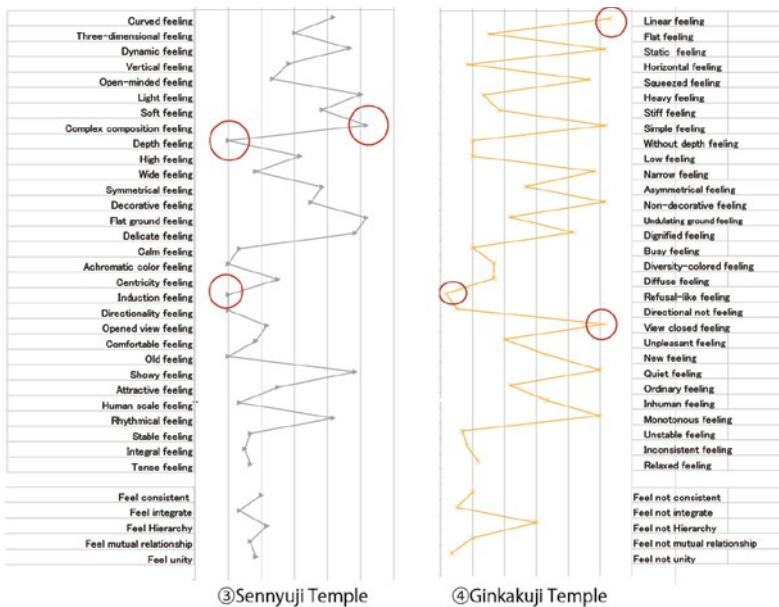 Curved feeling Linear feeling
Three-dimensional feeling Flat feeling
Dynamic feeling Static feeling
Vertical feeling Horizontal feeling
Open-minded feeling Squeezed feeling
Light feeling Heavy feeling
Soft feeling Stiff feeling
Complex composition feeling Simple feeling
Depth feeling Without depth feeling
High feeling Low feeling
Wide feeling Narrow feeling
Symmetrical feeling Asymmetrical feeling
Decorative feeling Non-decorative feeling
Flat ground feeling Undulating ground feeling
Delicate feeling Dignified feeling
Calm feeling Busy feeling
Achromatic color feeling Diversity-colored feeling
Centricity feeling Diffuse feeling
Induction feeling Refusal-like feeling
Directionality feeling Directional not feeling
Opened view feeling View closed feeling
Comfortable feeling Unpleasant feeling
Old feeling New feeling
Showy feeling Quiet feeling
Attractive feeling Ordinary feeling
Human scale feeling Inhuman feeling
Rhythmical feeling Monotonous feeling
Stable feeling Unstable feeling
Integral feeling Inconsistent feeling
Tense feeling Relaxed feeling
Feel consistent Feel not consistent
Feel integrate Feel not integrate
Feel Hierarchy Feel not Hierarchy
Feel mutual relationship Feel not mutual relationship
Feel unity Feel not unity
③Sennyuji Temple ④Ginkakuji Temple